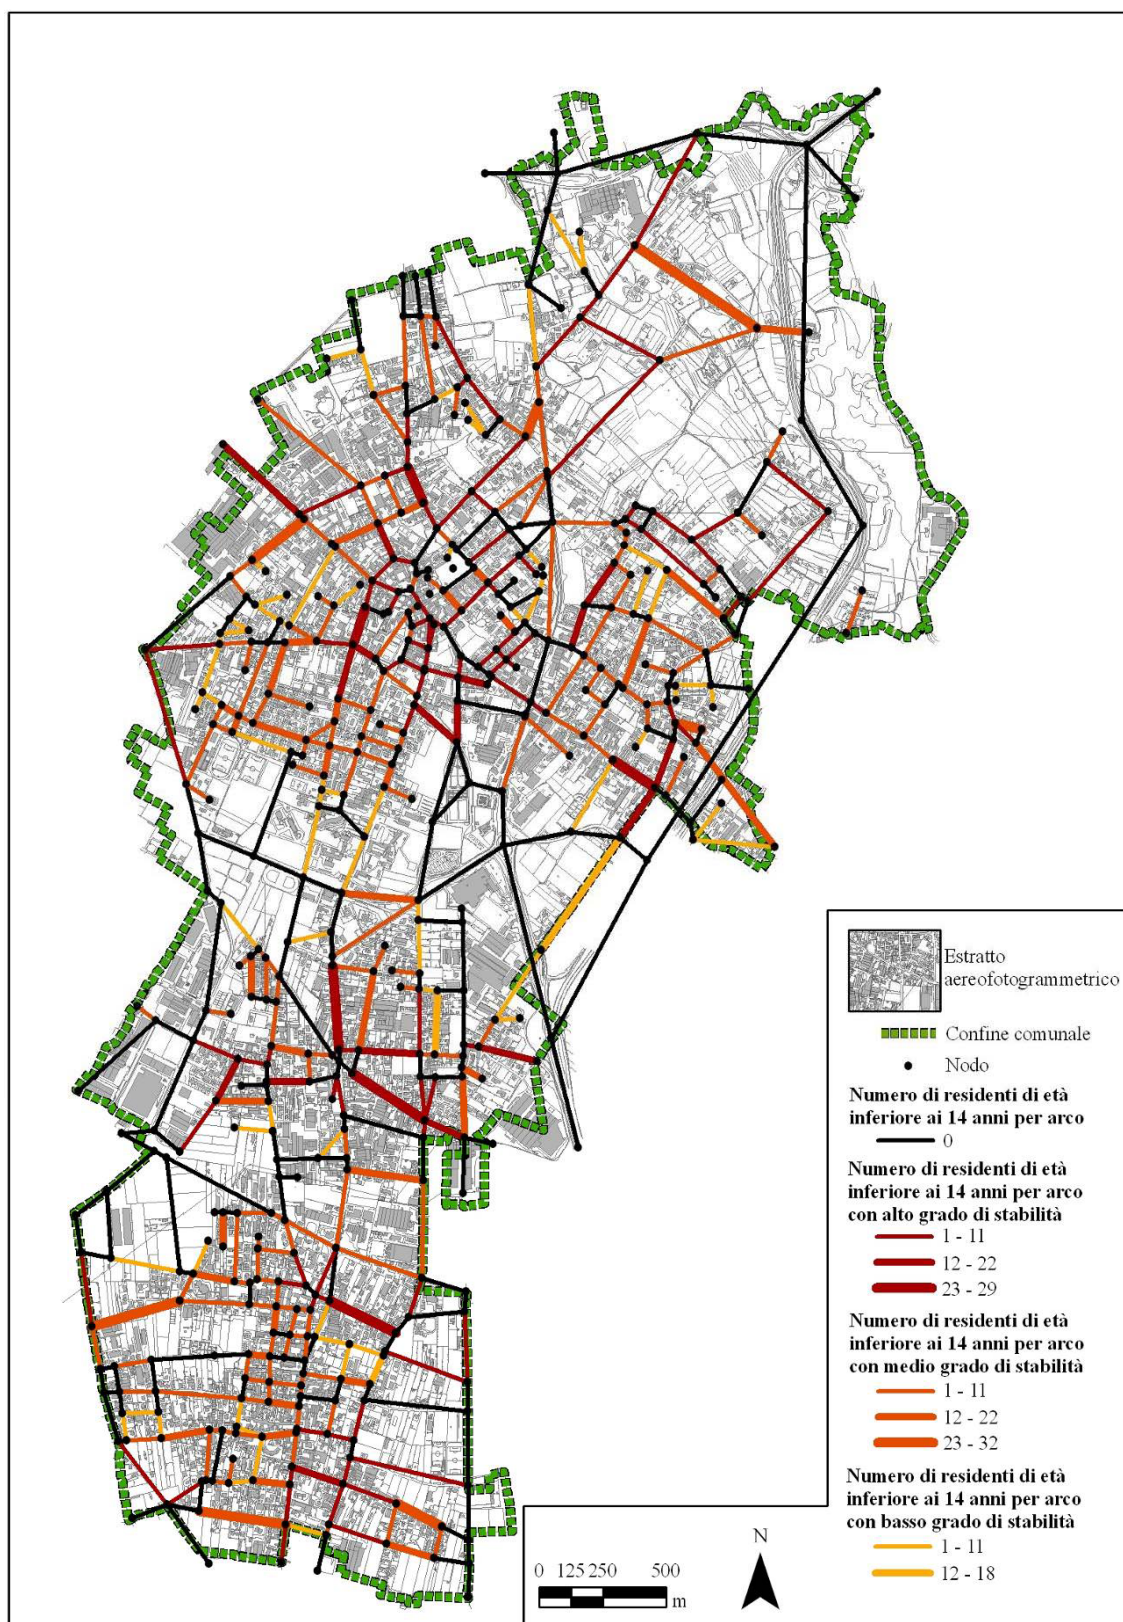 Estratto
aereofotogrammetrico
Confine comunale
Nodo
Numero di residenti di età
inferiore ai 14 anni per arco
0
Numero di residenti di età
inferiore ai 14 anni per arco
con alto grado di stabilità
1 - 11
12 - 22
23 - 29
Numero di residenti di età
inferiore ai 14 anni per arco
con medio grado di stabilità
1 - 11
12 - 22
23 - 32
Numero di residenti di età
inferiore ai 14 anni per arco
con basso grado di stabilità
1 - 11
12 - 18
N
0 125 250 500
m